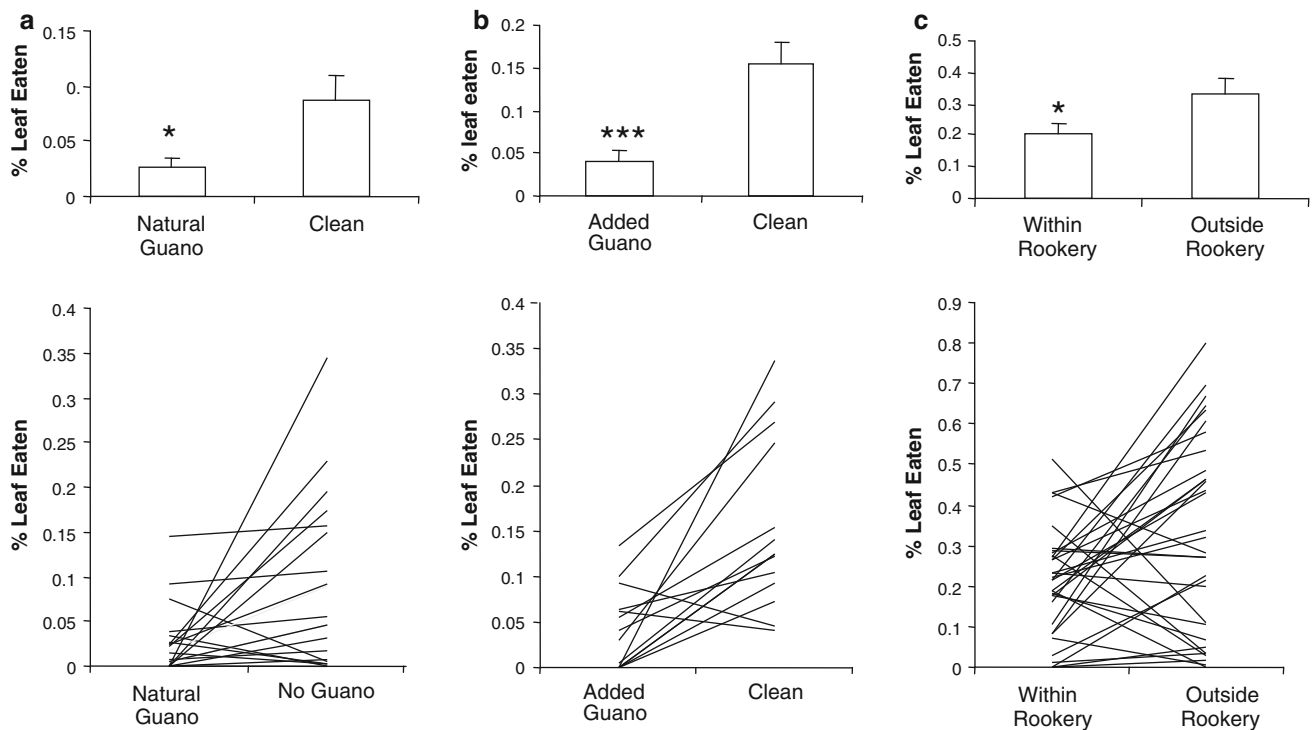 a
% Leaf Eaten
0.15
0.
0.05
0
*
Natural
Guano
Clean
b
% leaf eaten
0.2
0.15
0.1
0.05
0
***
Added
Guano
Clean
c
% Leaf Eaten
0.5
0.4
0.3
0.2
0.1
0
*
Within
Rookery
Outside
Rookery
% Leaf Eaten
0.4
0.35
0.3
0.25
0.2
0.15
0.1
0.05
0
Natural
Guano
No Guano
% Leaf Eaten
0.4
0.35
0.3
0.25
0.2
0.15
0.1
0.05
0
Added
Guano
Clean
% Leaf Eaten
0.9
0.8
0.7
0.6
0.5
0.4
0.3
0.2
0.1
0
Within
Rookery
Outside
Rookery